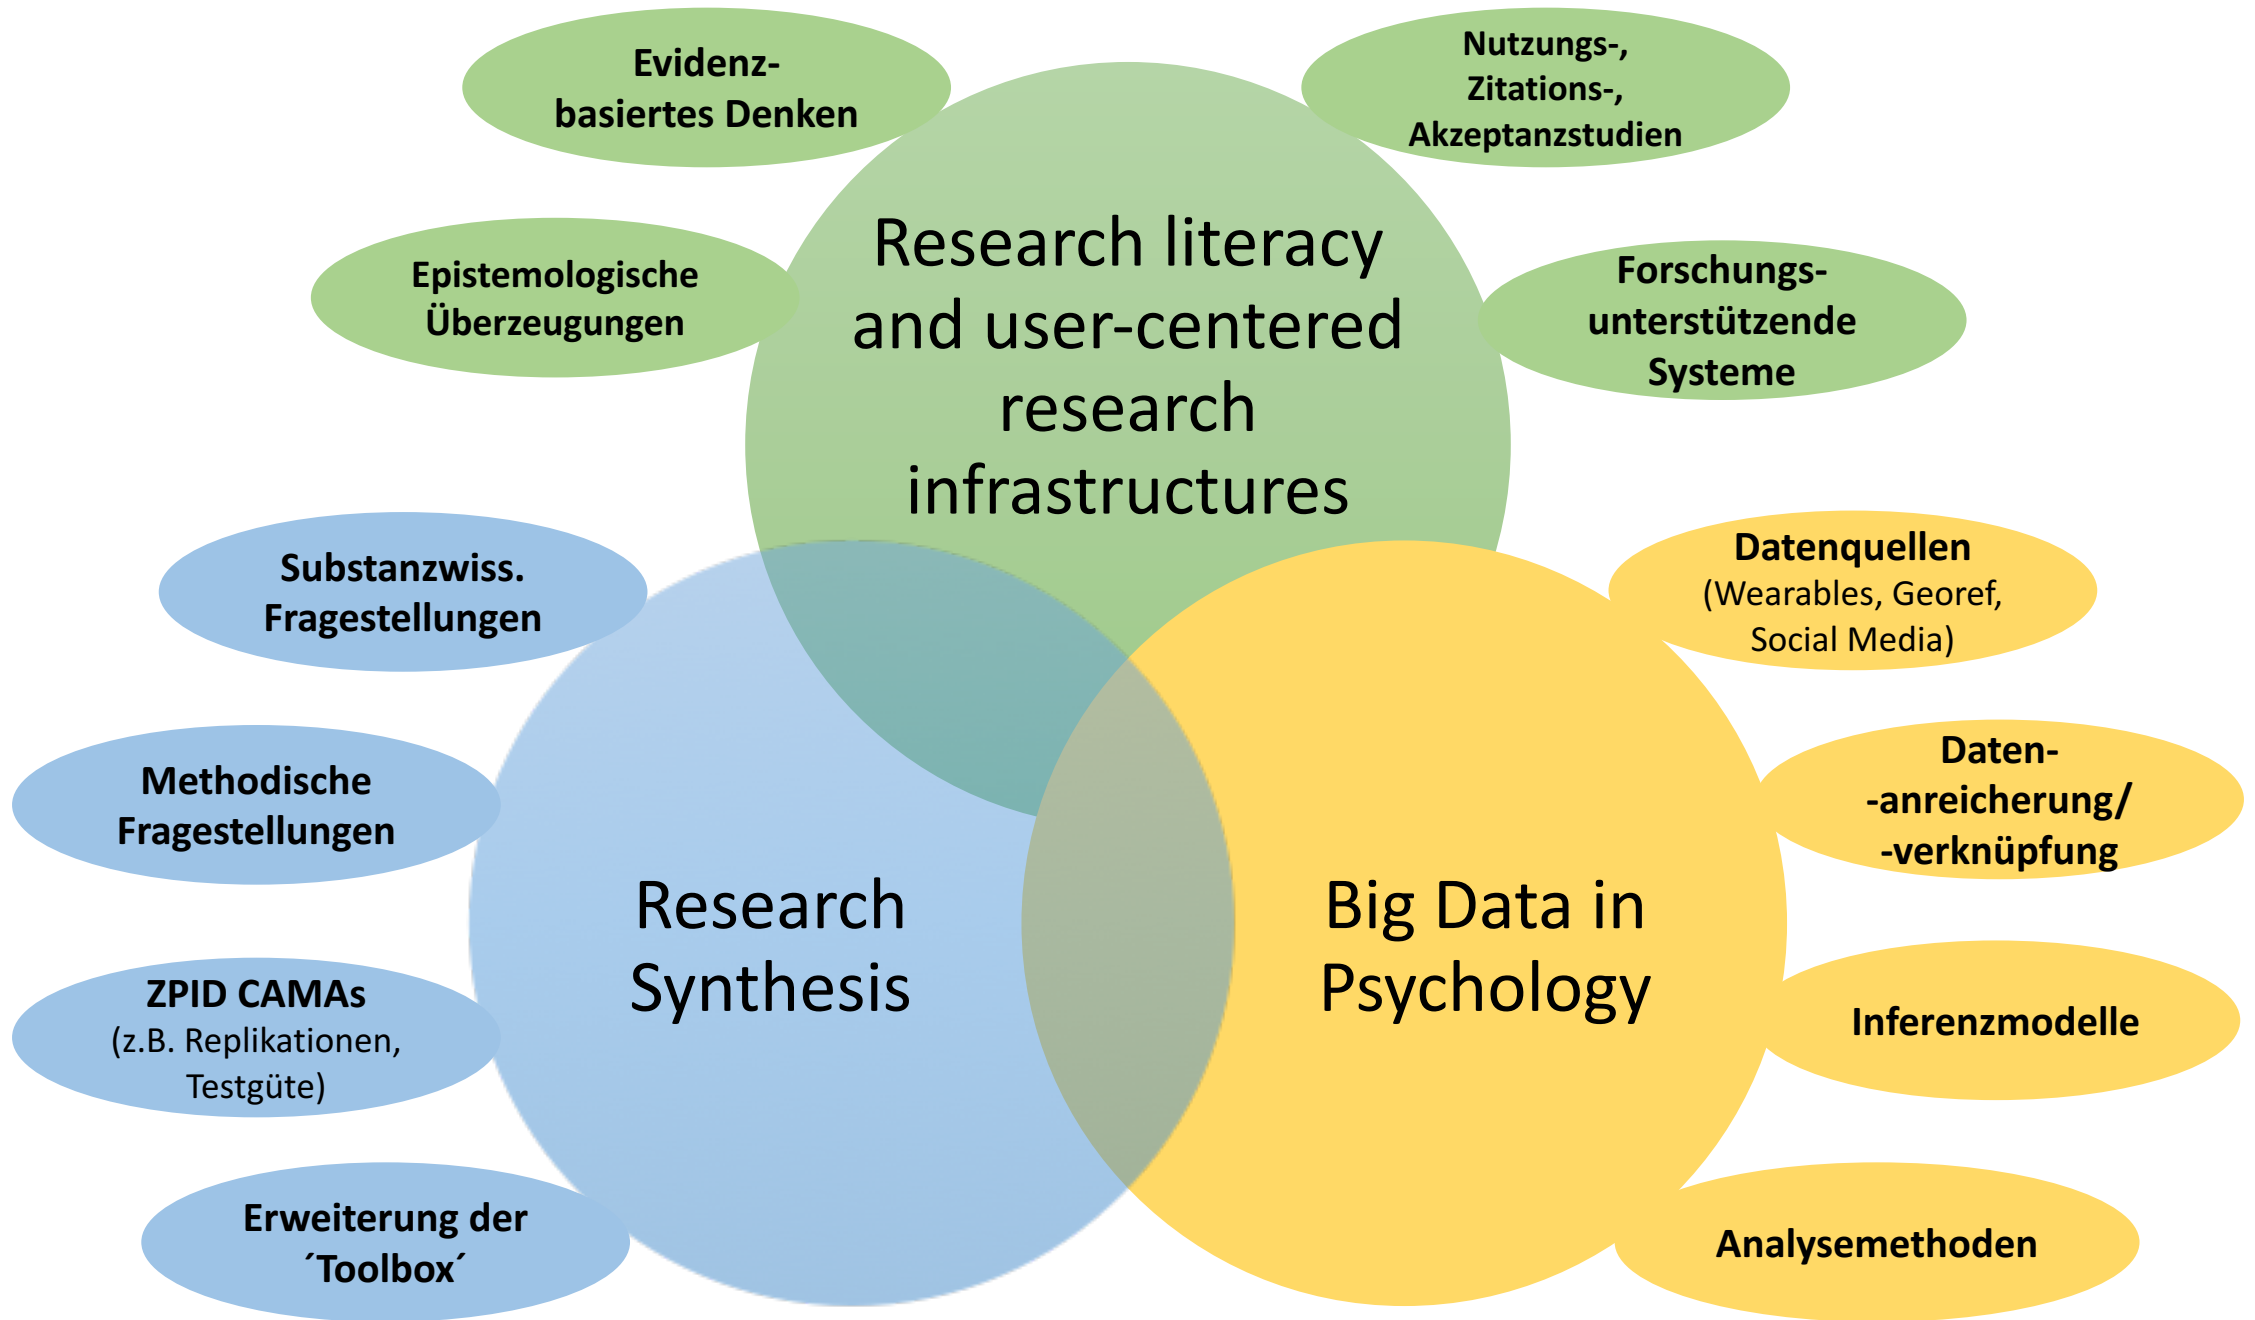 Evidenz-
basiertes Denken
Nutzungs-,
Zitations-,
Akzeptanzstudien
Epistemologische
Überzeugungen
Research literacy
and user-centered
research
infrastructures
Forschungs-
unterstützende
Systeme
Substanzwiss.
Fragestellungen
Datenquellen
(Wearables, Georef,
Social Media)
Methodische
Fragestellungen
Daten-
-anreicherung/
-verknüpfung
Research
Synthesis
Big Data in
Psychology
ZPID CAMAs
(z.B. Replikationen,
Testgüte)
Inferenzmodelle
Erweiterung der
´Toolbox´
Analysemethoden